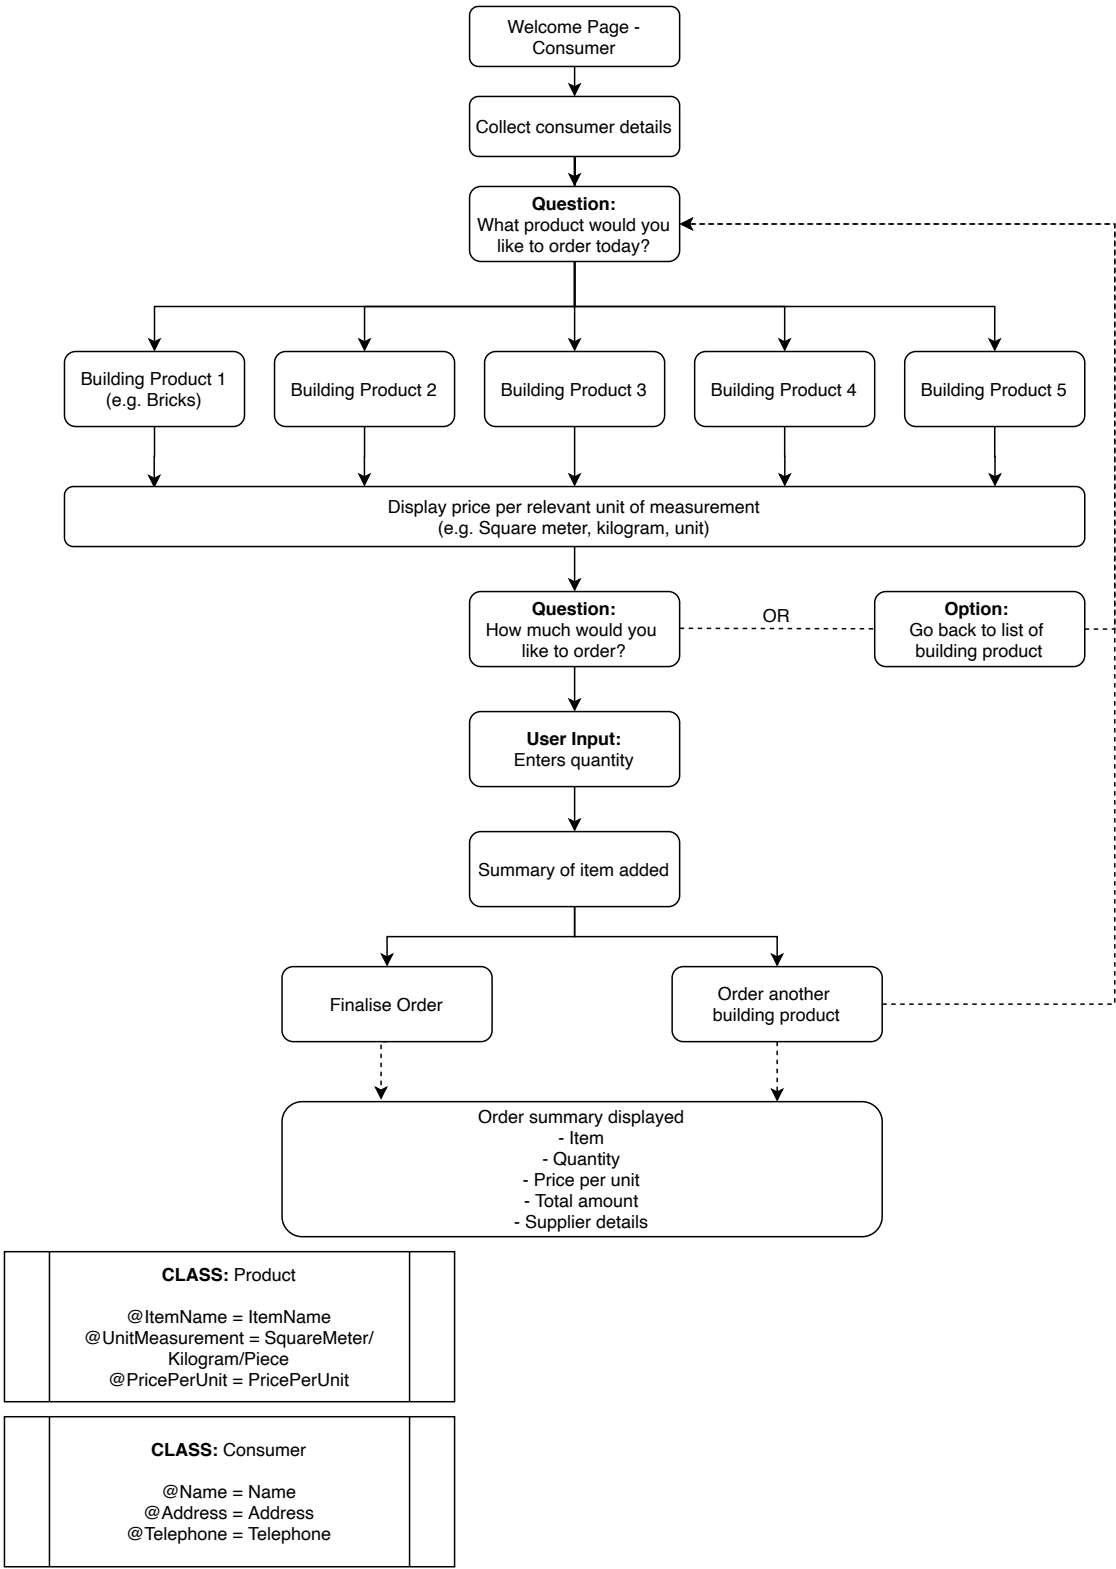 Welcome Page -
Consumer
Collect consumer details
Question:
What product would you
like to order today?
Building Product 1
(e.g. Bricks)
Building Product 2
Building Product 3
Building Product 4
Building Product 5
Display price per relevant unit of measurement
(e.g. Square meter, kilogram, unit)
Question:
How much would you
like to order?
OR
Option:
Go back to list of
building product
User Input:
Enters quantity
Summary of item added
Finalise Order
Order another
building product
Order summary displayed
- Item
- Quantity
- Price per unit
- Total amount
- Supplier details
CLASS: Product
@ItemName = ItemName
@UnitMeasurement = SquareMeter/
Kilogram/Piece
@PricePerUnit = PricePerUnit
CLASS: Consumer
@Name = Name
@Address = Address
@Telephone = Telephone